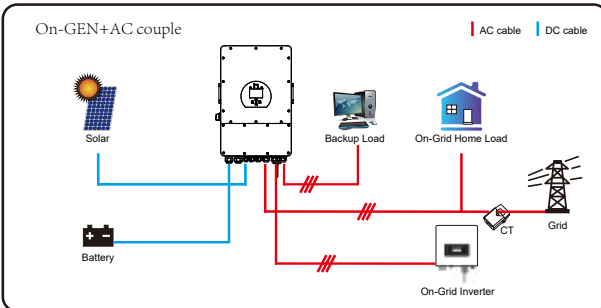 On-GEN+AC couple
AC cable
DC cable
Solar
Backup Load
On-Grid Home Load
CT
Grid
Battery
On-Grid Inverter